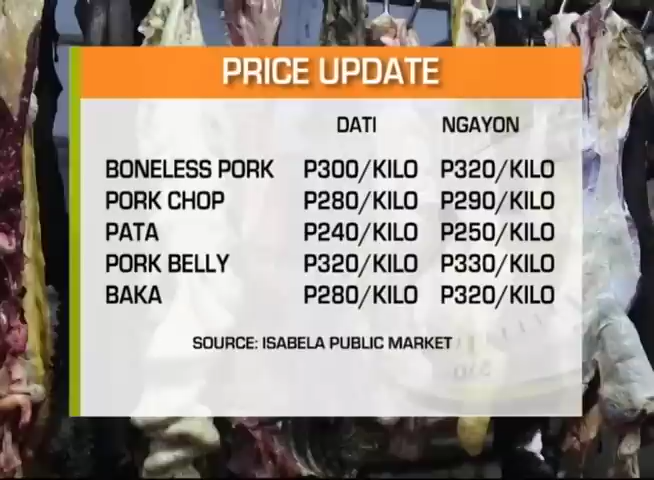 PRICE UPDATE
DATI NGAYON
BONELESS PORK P300/KILO P320/KILO
PORK CHOP P280/KILO P290/KILO
PATA P240/KILO P250/KILO
PORK BELLY P320/KILO P330/KILO
BAKA P280/KILO P320/KILO
SOURCE: ISABELA PUBLIC MARKET